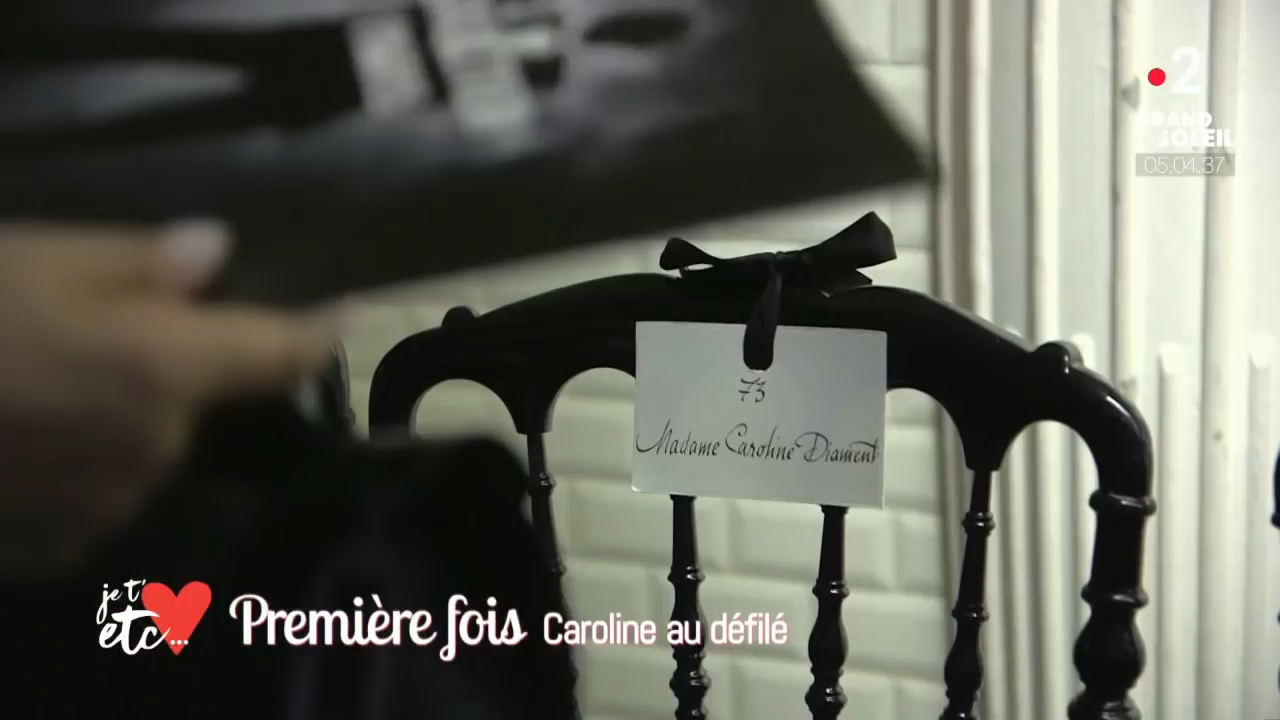 2
GRAND
SOLEIL
05.04.37
73
Madame Caroline Diament
je t'
etc...
Première fois Caroline au défilé